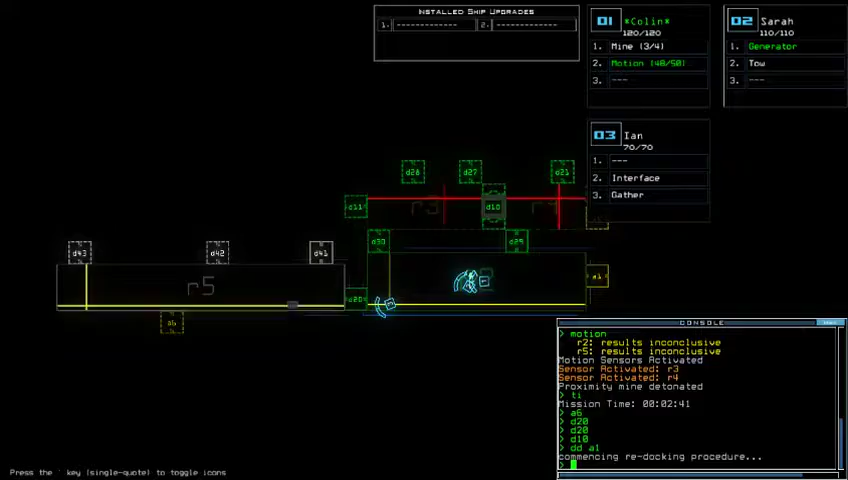 INSTALLED SHIP UPGRADES
1. ------------- 2. -------------
01 *Colin*
120/120
1. Mine (3/4)
2. Motion (48/50)
3. ---
02 Sarah
110/110
1. Generator
2. Tow
3. ---
03 Ian
70/70
1. ---
2. Interface
3. Gather
d26 d27 d21
d11 r3 d10 r4
d30 d29
d43 d42 d41
r5 d20 a1
a6
CONSOLE
> motion
r2: results inconclusive
r5: results inconclusive
Motion Sensors Activated
Sensor Activated: r3
Sensor Activated: r4
Proximity mine detonated
> ti
Mission Time: 00:02:41
> a6
> d20
> d20
> d10
> dd a1
commencing re-docking procedure...
>
Press the ` key (single-quote) to toggle icons